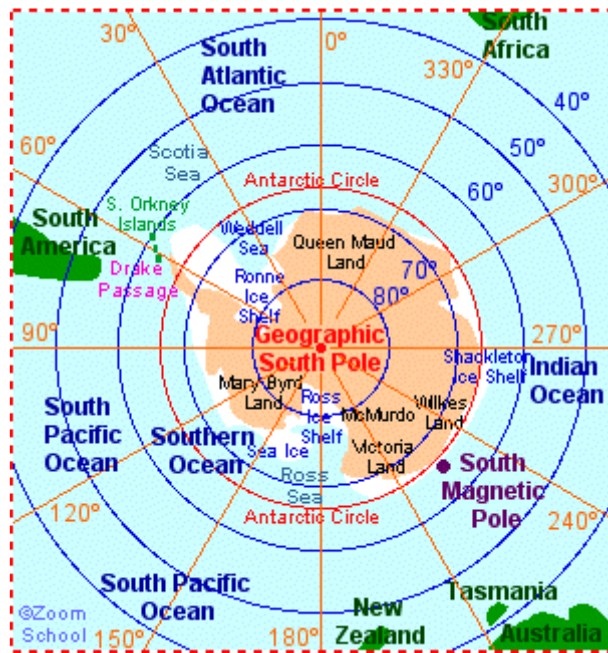 South
Africa
30°
0°
330°
South
Atlantic
Ocean
40°
50°
60°
Scotia
Sea
60°
300°
Antarctic Circle
S. Orkney
Islands
South
America
Weddell
Sea
Queen Maud
Land
70°
Drake
Passage
Ronne
Ice
Shelf
80°
90°
Geographic
South Pole
270°
Shackleton
Ice Shelf
Indian
Ocean
Mary Byrd
Land
Ross
Ice
Shelf
McMurdo
Wilkes
Land
South
Pacific
Ocean
Southern
Ocean
Sea Ice
Victoria
Land
Ross
Sea
South
Magnetic
Pole
120°
Antarctic Circle
240°
South Pacific
Ocean
Tasmania
©Zoom
School
150°
180°
New
Zealand
Australia